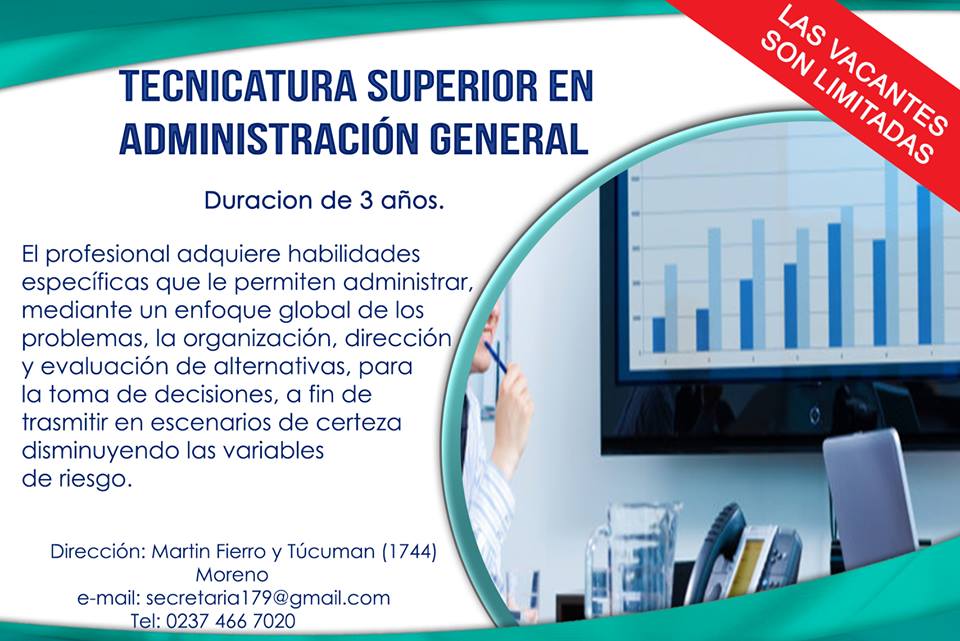 LAS VACANTES
SON LIMITADAS
TECNICATURA SUPERIOR EN
ADMINISTRACIÓN GENERAL
Duracion de 3 años.
El profesional adquiere habilidades
específicas que le permiten administrar,
mediante un enfoque global de los
problemas, la organización, dirección
y evaluación de alternativas, para
la toma de decisiones, a fin de
trasmitir en escenarios de certeza
disminuyendo las variables
de riesgo.
Dirección: Martin Fierro y Túcuman (1744)
Moreno
e-mail: secretaria179@gmail.com
Tel: 0237 466 7020